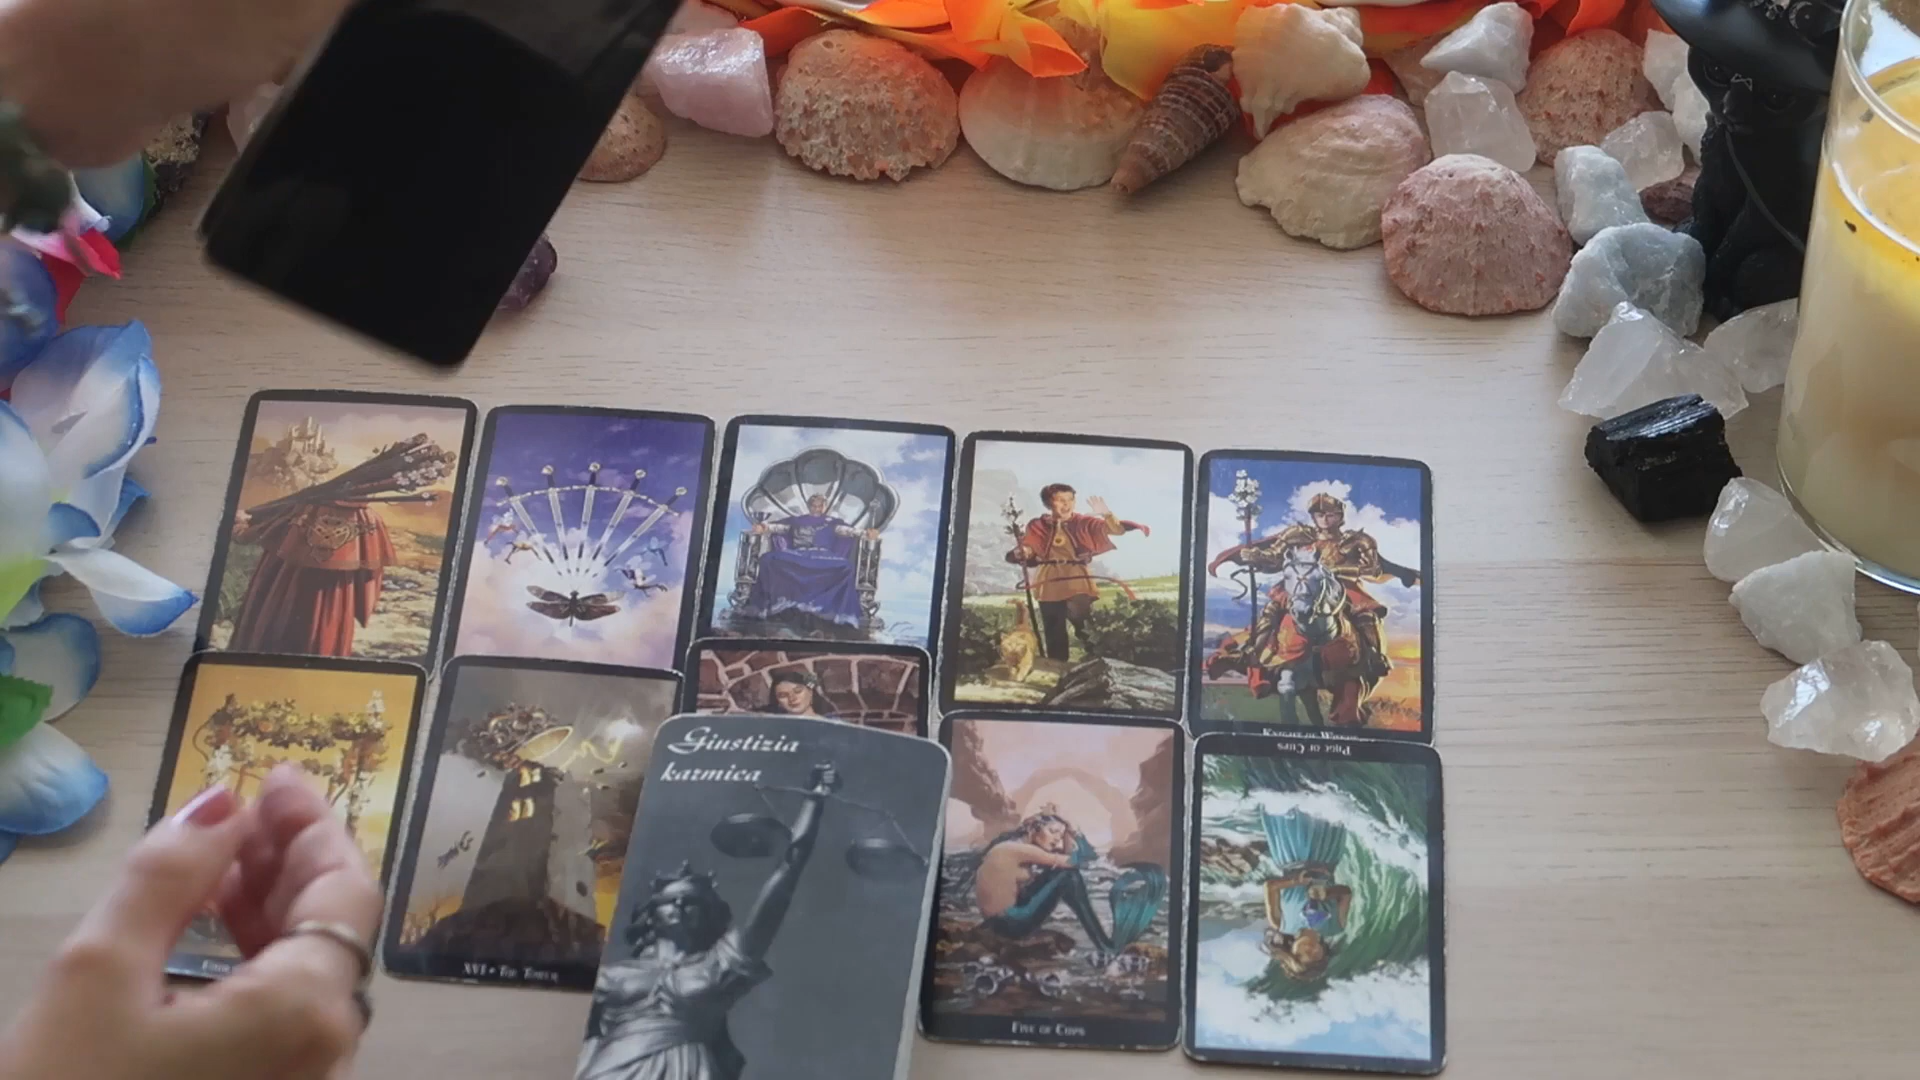 Knight of Wands
Page of Cups
Giustizia
karmica
XVI • The Tower
Five of Cups